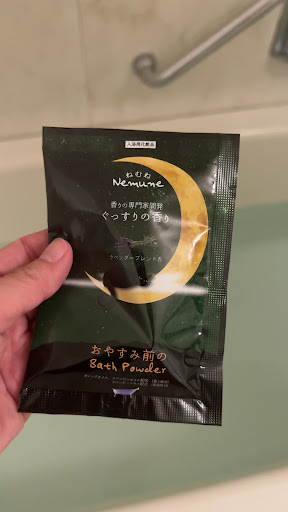 入浴用化粧品
ねむね
Nemune
香りの専門家開発
ぐっすりの香り
ラベンダーブレンド香
おやすみ前の
Bath Powder